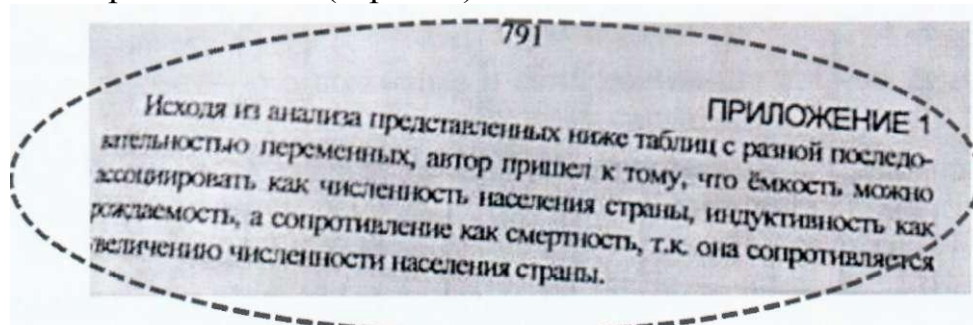 791
ПРИЛОЖЕНИЕ 1
Исходя из анализа представленных ниже таблиц с разной последо-
вательностью переменных, автор пришел к тому, что ёмкость можно
ассоциировать как численность населения страны, индуктивность как
рождаемость, а сопротивление как смертность, т.к. она сопротивляется
увеличению численности населения страны.